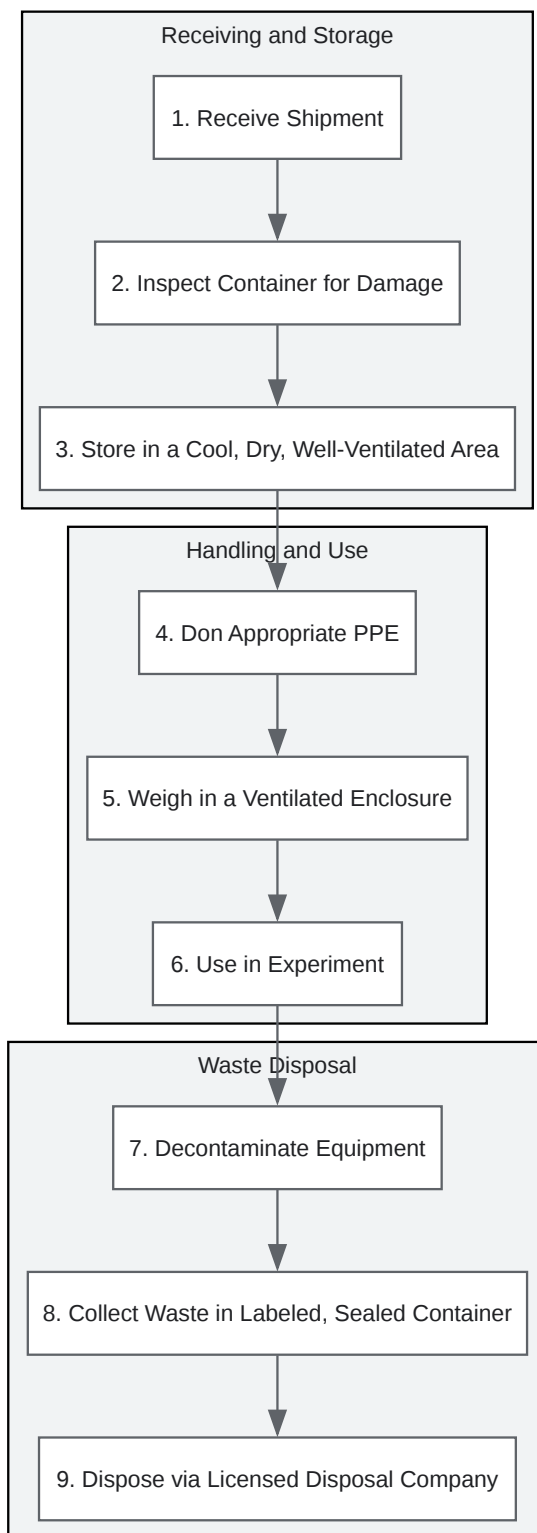 Receiving and Storage
1. Receive Shipment
2. Inspect Container for Damage
3. Store in a Cool, Dry, Well-Ventilated Area
Handling and Use
4. Don Appropriate PPE
5. Weigh in a Ventilated Enclosure
6. Use in Experiment
Waste Disposal
7. Decontaminate Equipment
8. Collect Waste in Labeled, Sealed Container
9. Dispose via Licensed Disposal Company